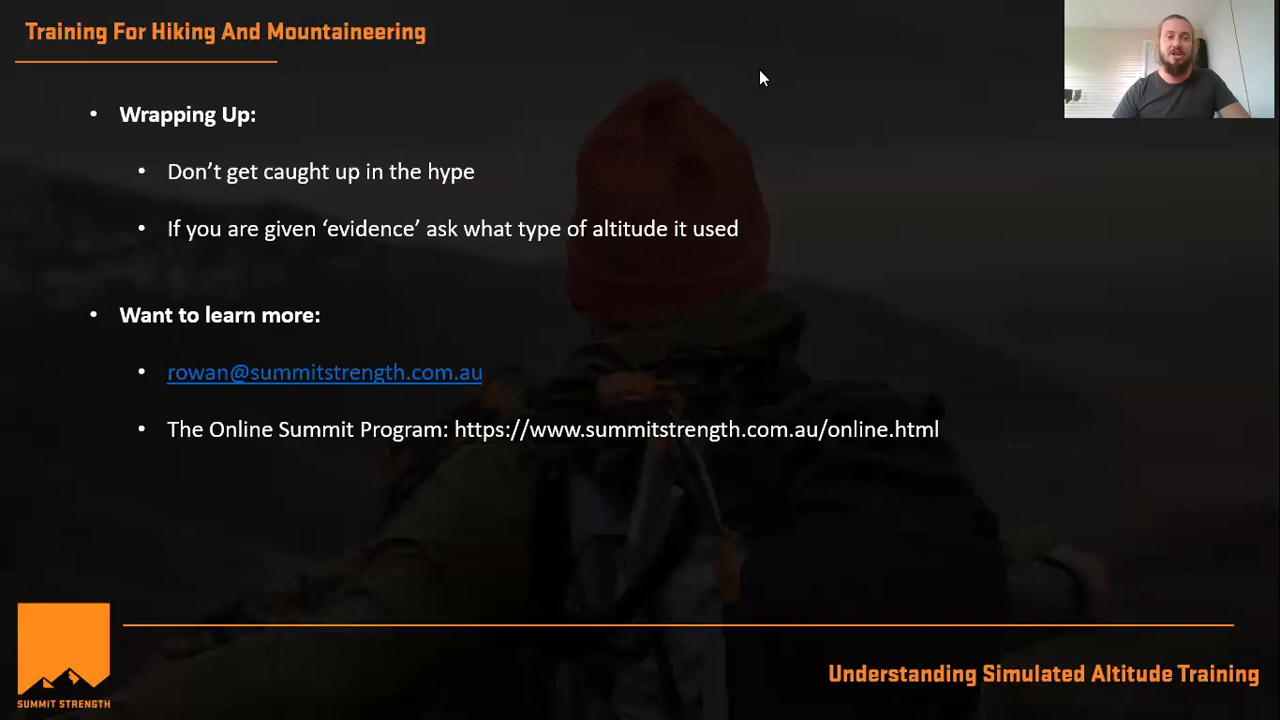 Training For Hiking And Mountaineering
• Wrapping Up:
• Don’t get caught up in the hype
• If you are given ‘evidence’ ask what type of altitude it used
• Want to learn more:
• rowan@summitstrength.com.au
• The Online Summit Program: https://www.summitstrength.com.au/online.html
SUMMIT STRENGTH
Understanding Simulated Altitude Training